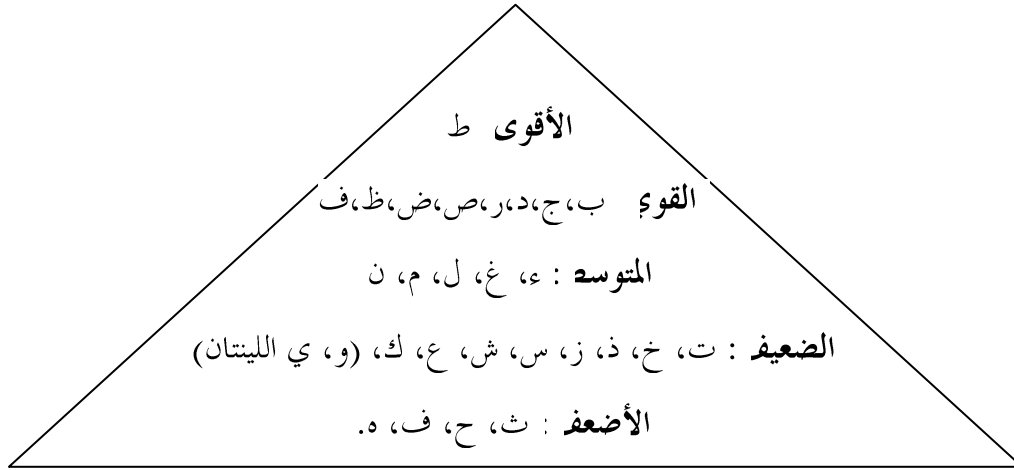 الأقوى ط
القوي ب،ج،د،ر،ص،ض،ظ،ف
المتوسط : ء، غ، ل، م، ن
الضعيف : ت، خ، ذ، ز، س، ش، ع، ك، (و، ي اللينتان)
الأضعف : ث، ح، ف، ه.